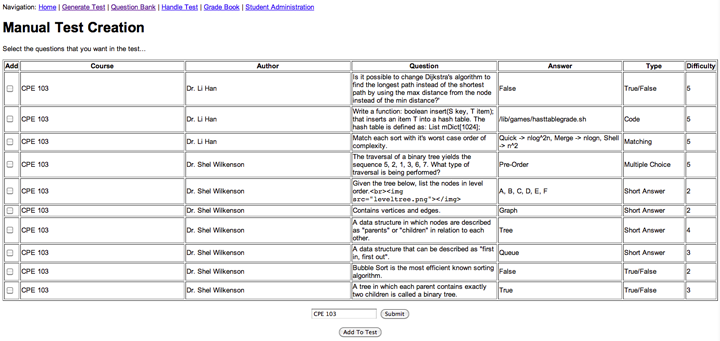 Navigation: Home | Generate Test | Question Bank | Handle Test | Grade Book | Student Administration
Manual Test Creation
Select the questions that you want in the test...
Add Course Author Question Answer Type Difficulty
CPE 103 Dr. Li Han Is it possible to change Dijkstra's algorithm to find the longest path instead of the shortest path by using the max distance from the node instead of the min distance?' False True/False 5
CPE 103 Dr. Li Han Write a function: boolean insert(S key, T item); that inserts an item T into a hash table. The hash table is defined as: List mDict[1024]; /lib/games/hasttablegrade.sh Code 5
CPE 103 Dr. Li Han Match each sort with it's worst case order of complexity. Quick -> nlog^2n, Merge -> nlogn, Shell -> n^2 Matching 5
CPE 103 Dr. Shel Wilkenson The traversal of a binary tree yields the sequence 5, 2, 1, 3, 6, 7. What type of traversal is being performed? Pre-Order Multiple Choice 5
CPE 103 Dr. Shel Wilkenson Given the tree below, list the nodes in level order.<br><img src="leveltree.png"></img> A, B, C, D, E, F Short Answer 2
CPE 103 Dr. Shel Wilkenson Contains vertices and edges. Graph Short Answer 2
CPE 103 Dr. Shel Wilkenson A data structure in which nodes are described as "parents" or "children" in relation to each other. Tree Short Answer 4
CPE 103 Dr. Shel Wilkenson A data structure that can be described as "first in, first out". Queue Short Answer 3
CPE 103 Dr. Shel Wilkenson Bubble Sort is the most efficient known sorting algorithm. False True/False 2
CPE 103 Dr. Shel Wilkenson A tree in which each parent contains exactly two children is called a binary tree. True True/False 3
CPE 103 Submit
Add To Test